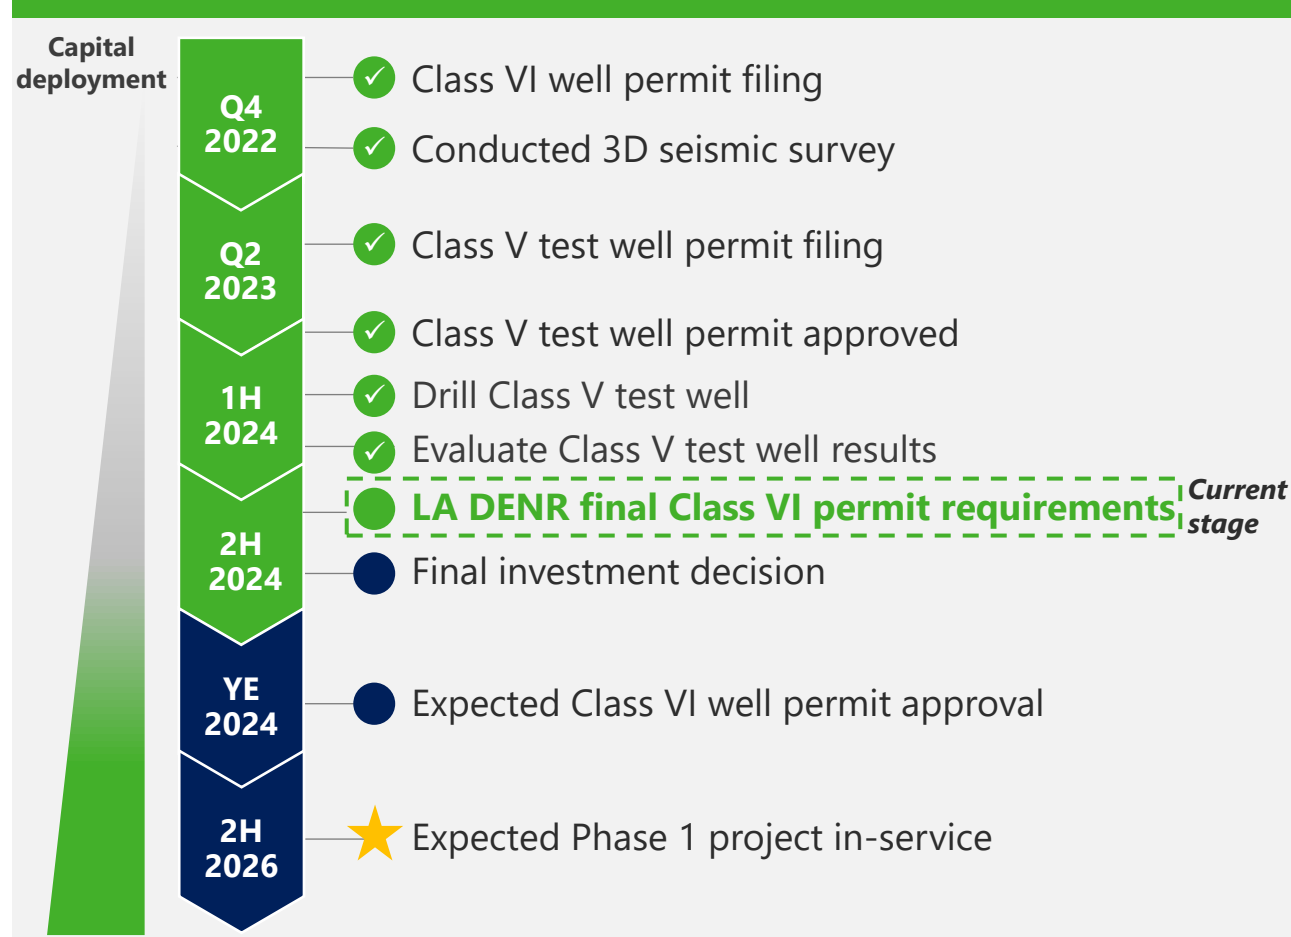 Capital
deployment
Q4
2022
Class VI well permit filing
Conducted 3D seismic survey
Q2
2023
Class V test well permit filing
Class V test well permit approved
1H
2024
Drill Class V test well
Evaluate Class V test well results
2H
2024
LA DENR final Class VI permit requirements
Current
stage
Final investment decision
YE
2024
Expected Class VI well permit approval
2H
2026
Expected Phase 1 project in-service